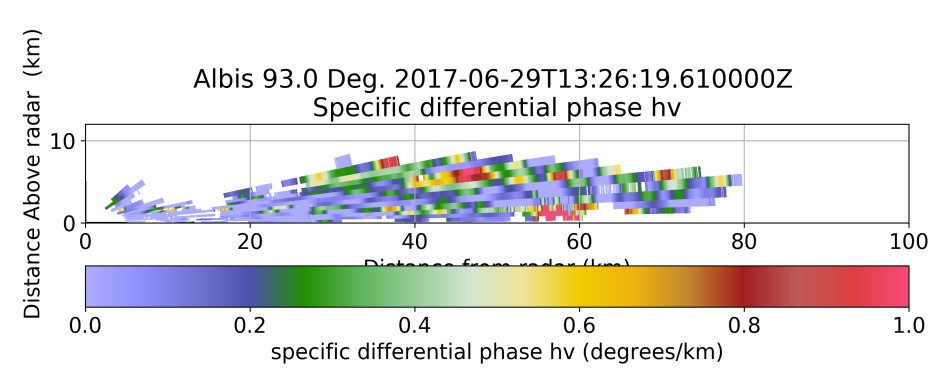 Albis 93.0 Deg. 2017-06-29T13:26:19.610000Z
Specific differential phase hv
Distance Above radar (km)
10
0
0 20 40 60 80 100
Distance from radar (km)
0.0 0.2 0.4 0.6 0.8 1.0
specific differential phase hv (degrees/km)